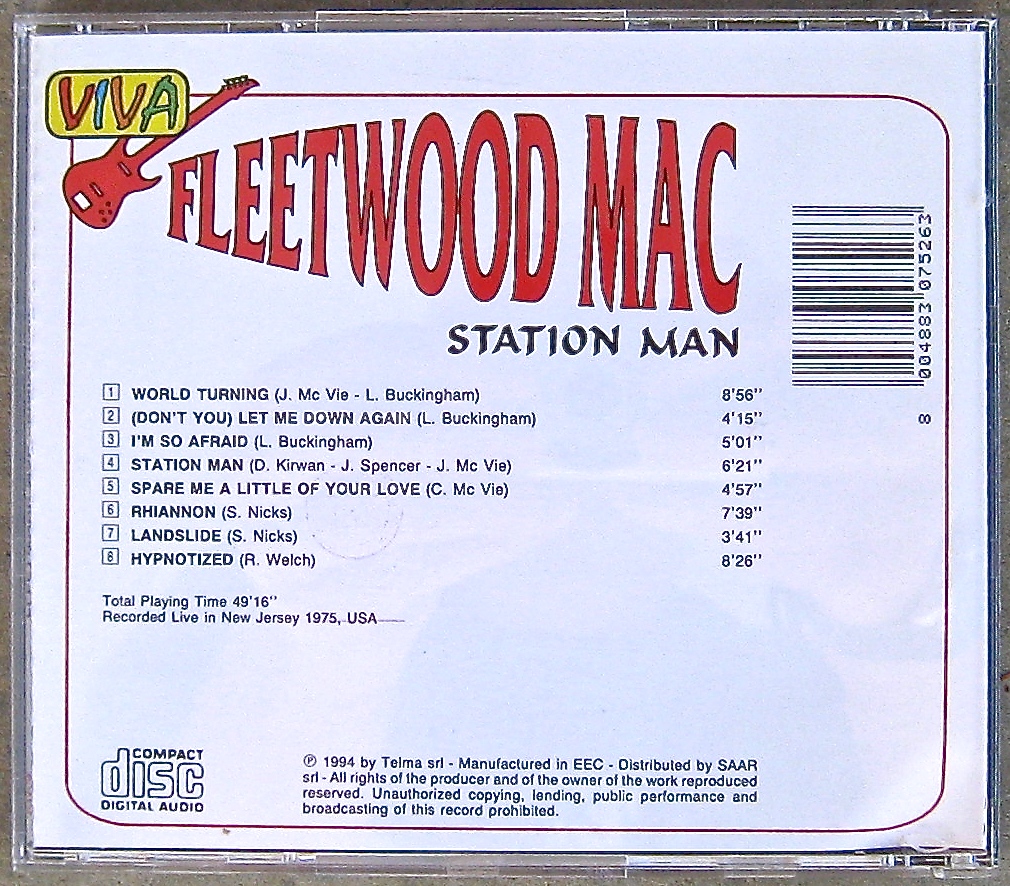 VIVA
FLEETWOOD MAC
STATION MAN
1 WORLD TURNING (J. Mc Vie - L. Buckingham) 8'56''
2 (DON'T YOU) LET ME DOWN AGAIN (L. Buckingham) 4'15''
3 I'M SO AFRAID (L. Buckingham) 5'01''
4 STATION MAN (D. Kirwan - J. Spencer - J. Mc Vie) 6'21''
5 SPARE ME A LITTLE OF YOUR LOVE (C. Mc Vie) 4'57''
6 RHIANNON (S. Nicks) 7'39''
7 LANDSLIDE (S. Nicks) 3'41''
8 HYPNOTIZED (R. Welch) 8'26''
004883 075263
8
Total Playing Time 49'16''
Recorded Live in New Jersey 1975, USA
COMPACT
disc
DIGITAL AUDIO
℗ 1994 by Telma srl - Manufactured in EEC - Distributed by SAAR
srl - All rights of the producer and of the owner of the work reproduced
reserved. Unauthorized copying, lending, public performance and
broadcasting of this record prohibited.